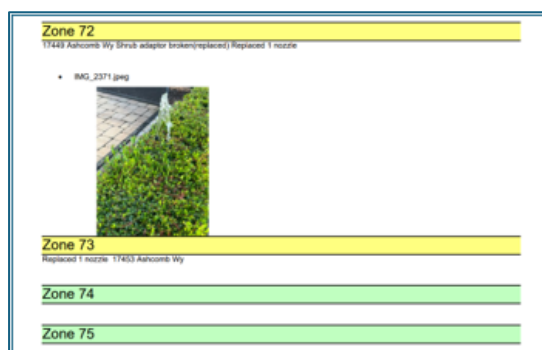 Zone 72
17449 Ashcomb Wy Shrub adaptor broken(replaced) Replaced 1 nozzle
• IMG_2371.jpeg
Zone 73
Replaced 1 nozzle 17453 Ashcomb Wy
Zone 74
Zone 75